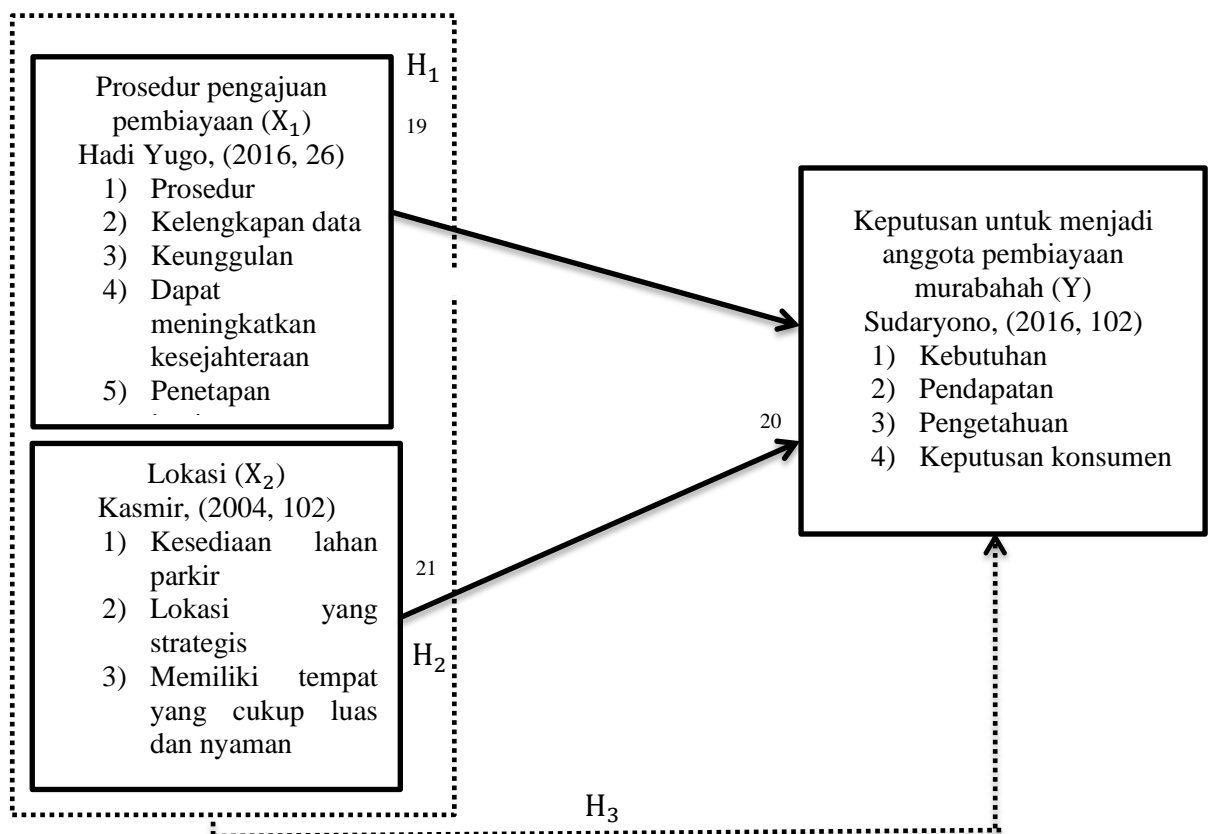 Prosedur pengajuan
pembiayaan (X₁)
Hadi Yugo, (2016, 26)
1) Prosedur
2) Kelengkapan data
3) Keunggulan
4) Dapat
meningkatkan
kesejahteraan
5) Penetapan
H₁
19
Lokasi (X₂)
Kasmir, (2004, 102)
1) Kesediaan lahan
parkir
2) Lokasi yang
strategis
3) Memiliki tempat
yang cukup luas
dan nyaman
21
H₂
20
Keputusan untuk menjadi
anggota pembiayaan
murabahah (Y)
Sudaryono, (2016, 102)
1) Kebutuhan
2) Pendapatan
3) Pengetahuan
4) Keputusan konsumen
H₃